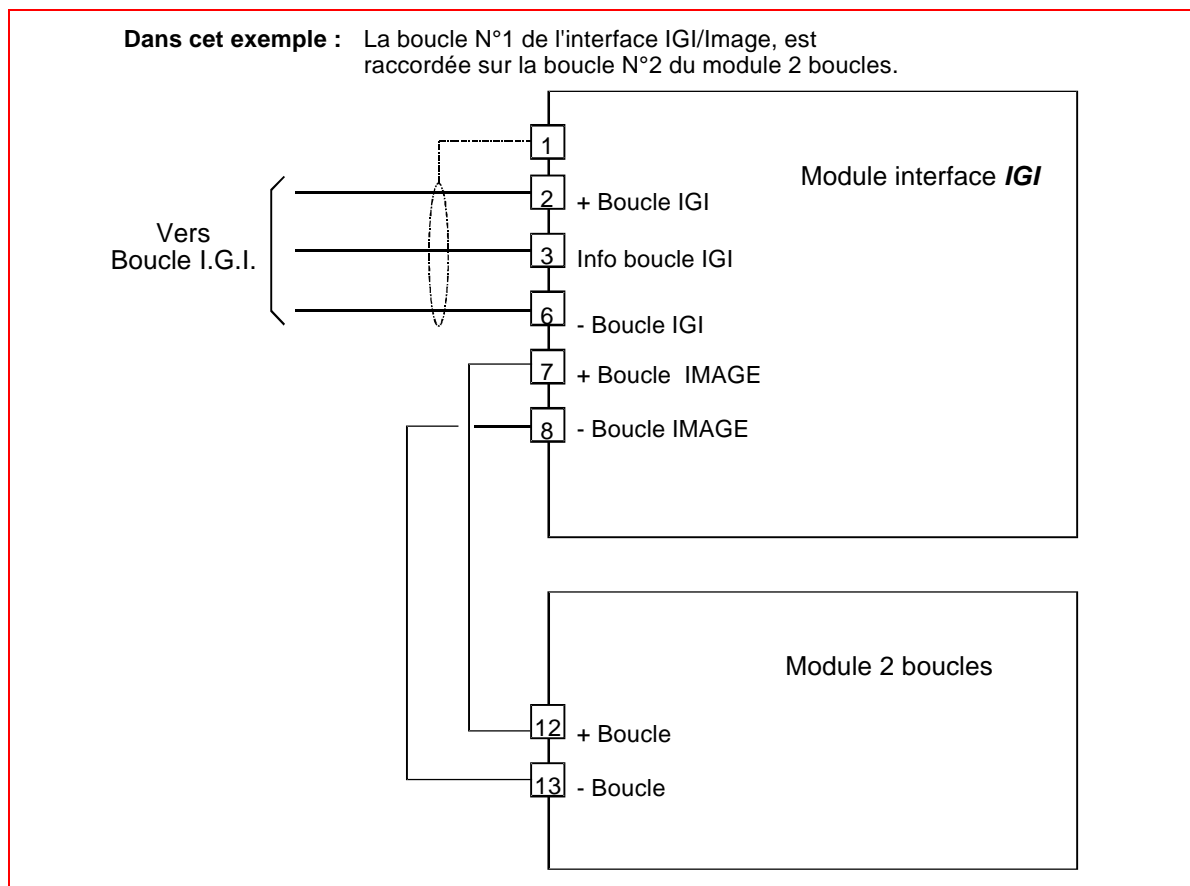 Dans cet exemple : La boucle N°1 de l'interface IGI/Image, est
raccordée sur la boucle N°2 du module 2 boucles.
1
Module interface IGI
2 + Boucle IGI
Vers
Boucle I.G.I.
3 Info boucle IGI
6 - Boucle IGI
7 + Boucle IMAGE
8 - Boucle IMAGE
Module 2 boucles
12 + Boucle
13 - Boucle